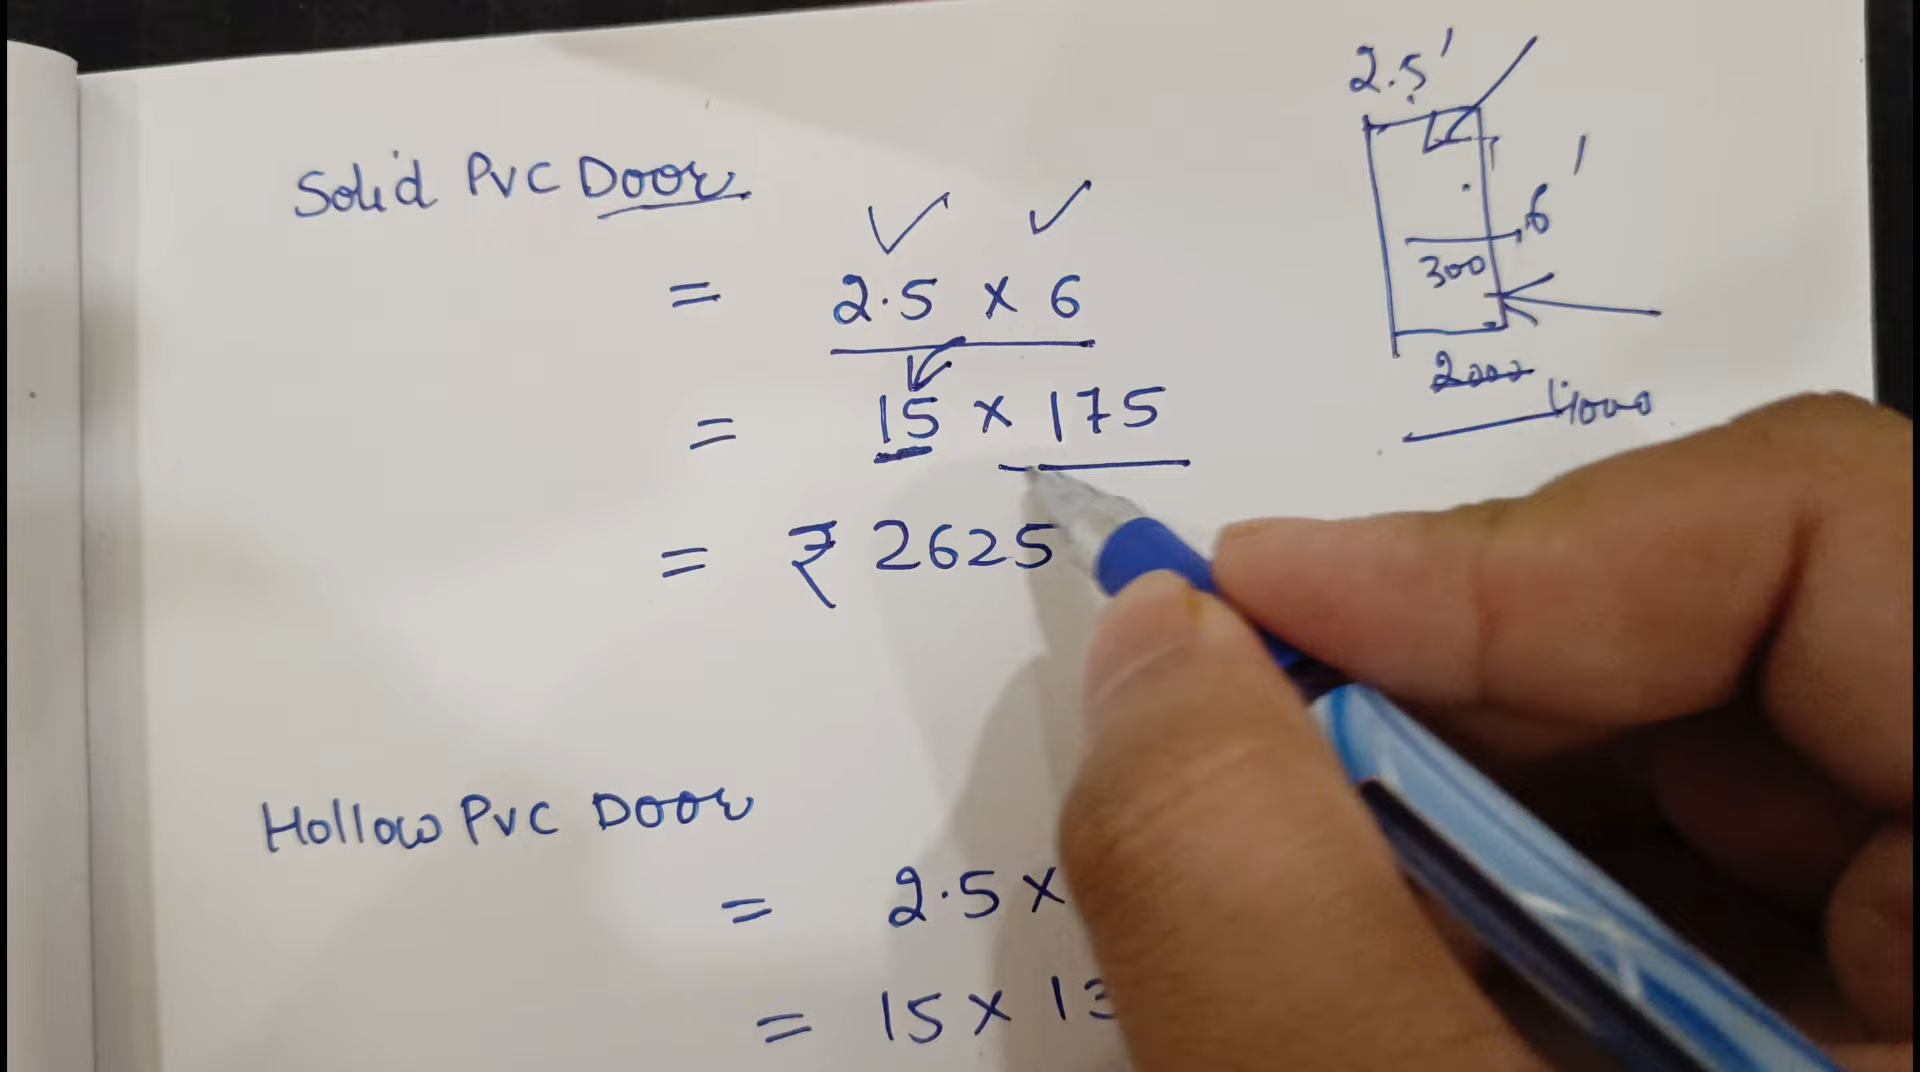 Solid PVC Door
= 2.5 x 6
= 15 x 175
= ₹ 2625
Hollow PVC Door
= 2.5 x
= 15 x 13
2.5'
6'
300
2000
4000